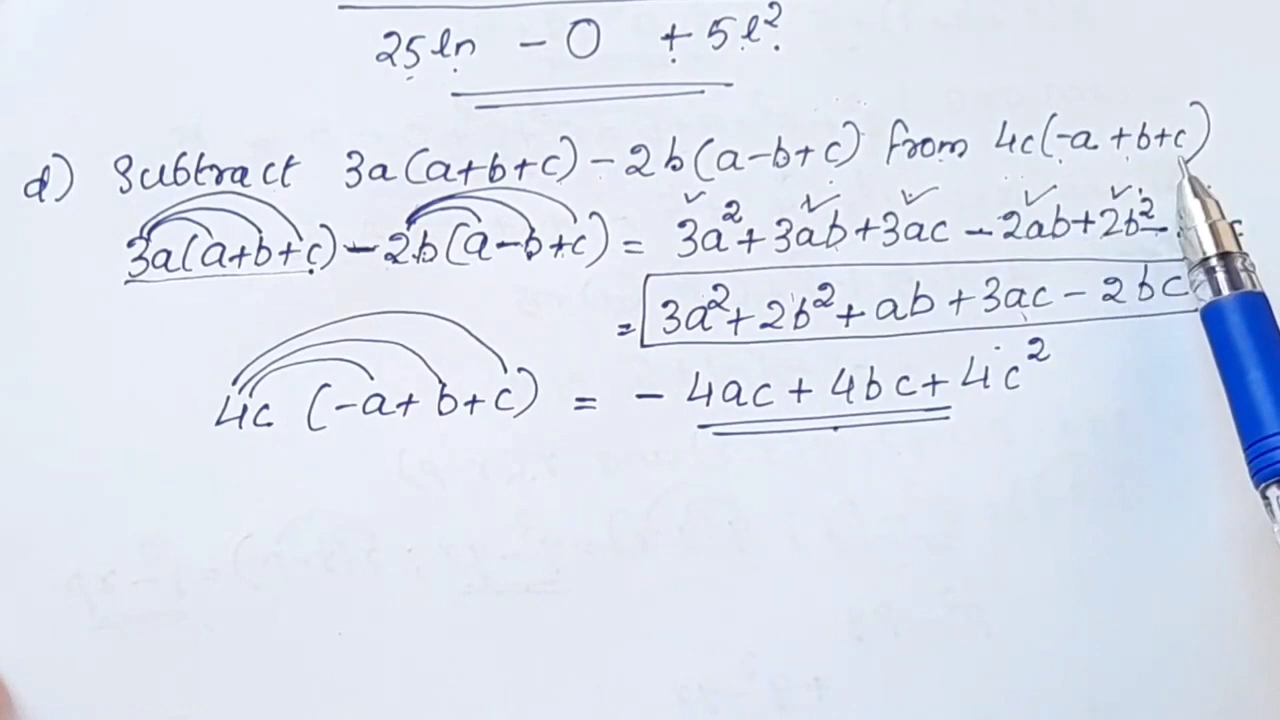 25ln - 0 + 5l²
d) Subtract 3a(a+b+c) - 2b(a-b+c) from 4c(-a+b+c)
3a(a+b+c) - 2b(a-b+c) = 3a² + 3ab + 3ac - 2ab + 2b² -
= 3a² + 2b² + ab + 3ac - 2bc
4c (-a + b + c) = - 4ac + 4bc + 4c²